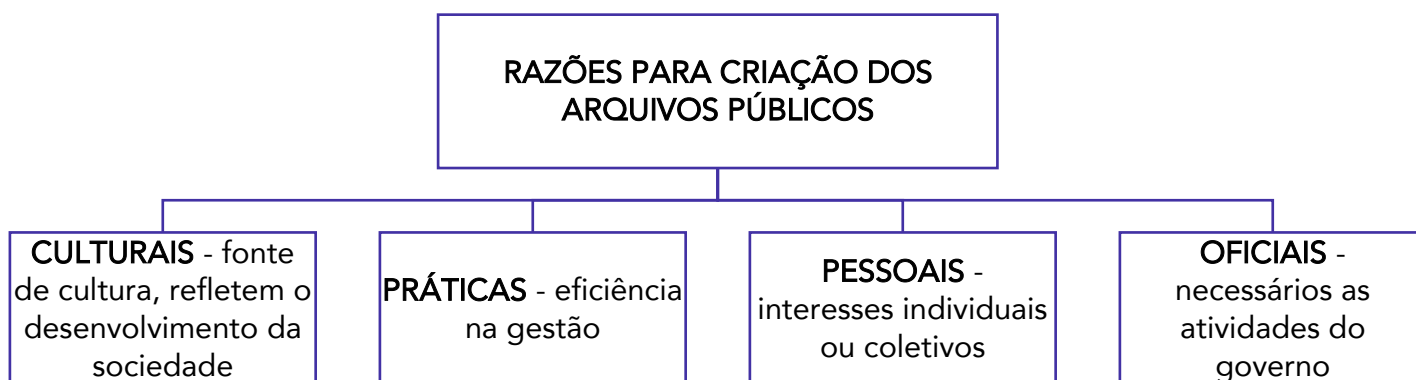 RAZÕES PARA CRIAÇÃO DOS
ARQUIVOS PÚBLICOS
CULTURAIS - fonte
de cultura, refletem o
desenvolvimento da
sociedade
PRÁTICAS - eficiência
na gestão
PESSOAIS -
interesses individuais
ou coletivos
OFICIAIS -
necessários as
atividades do
governo